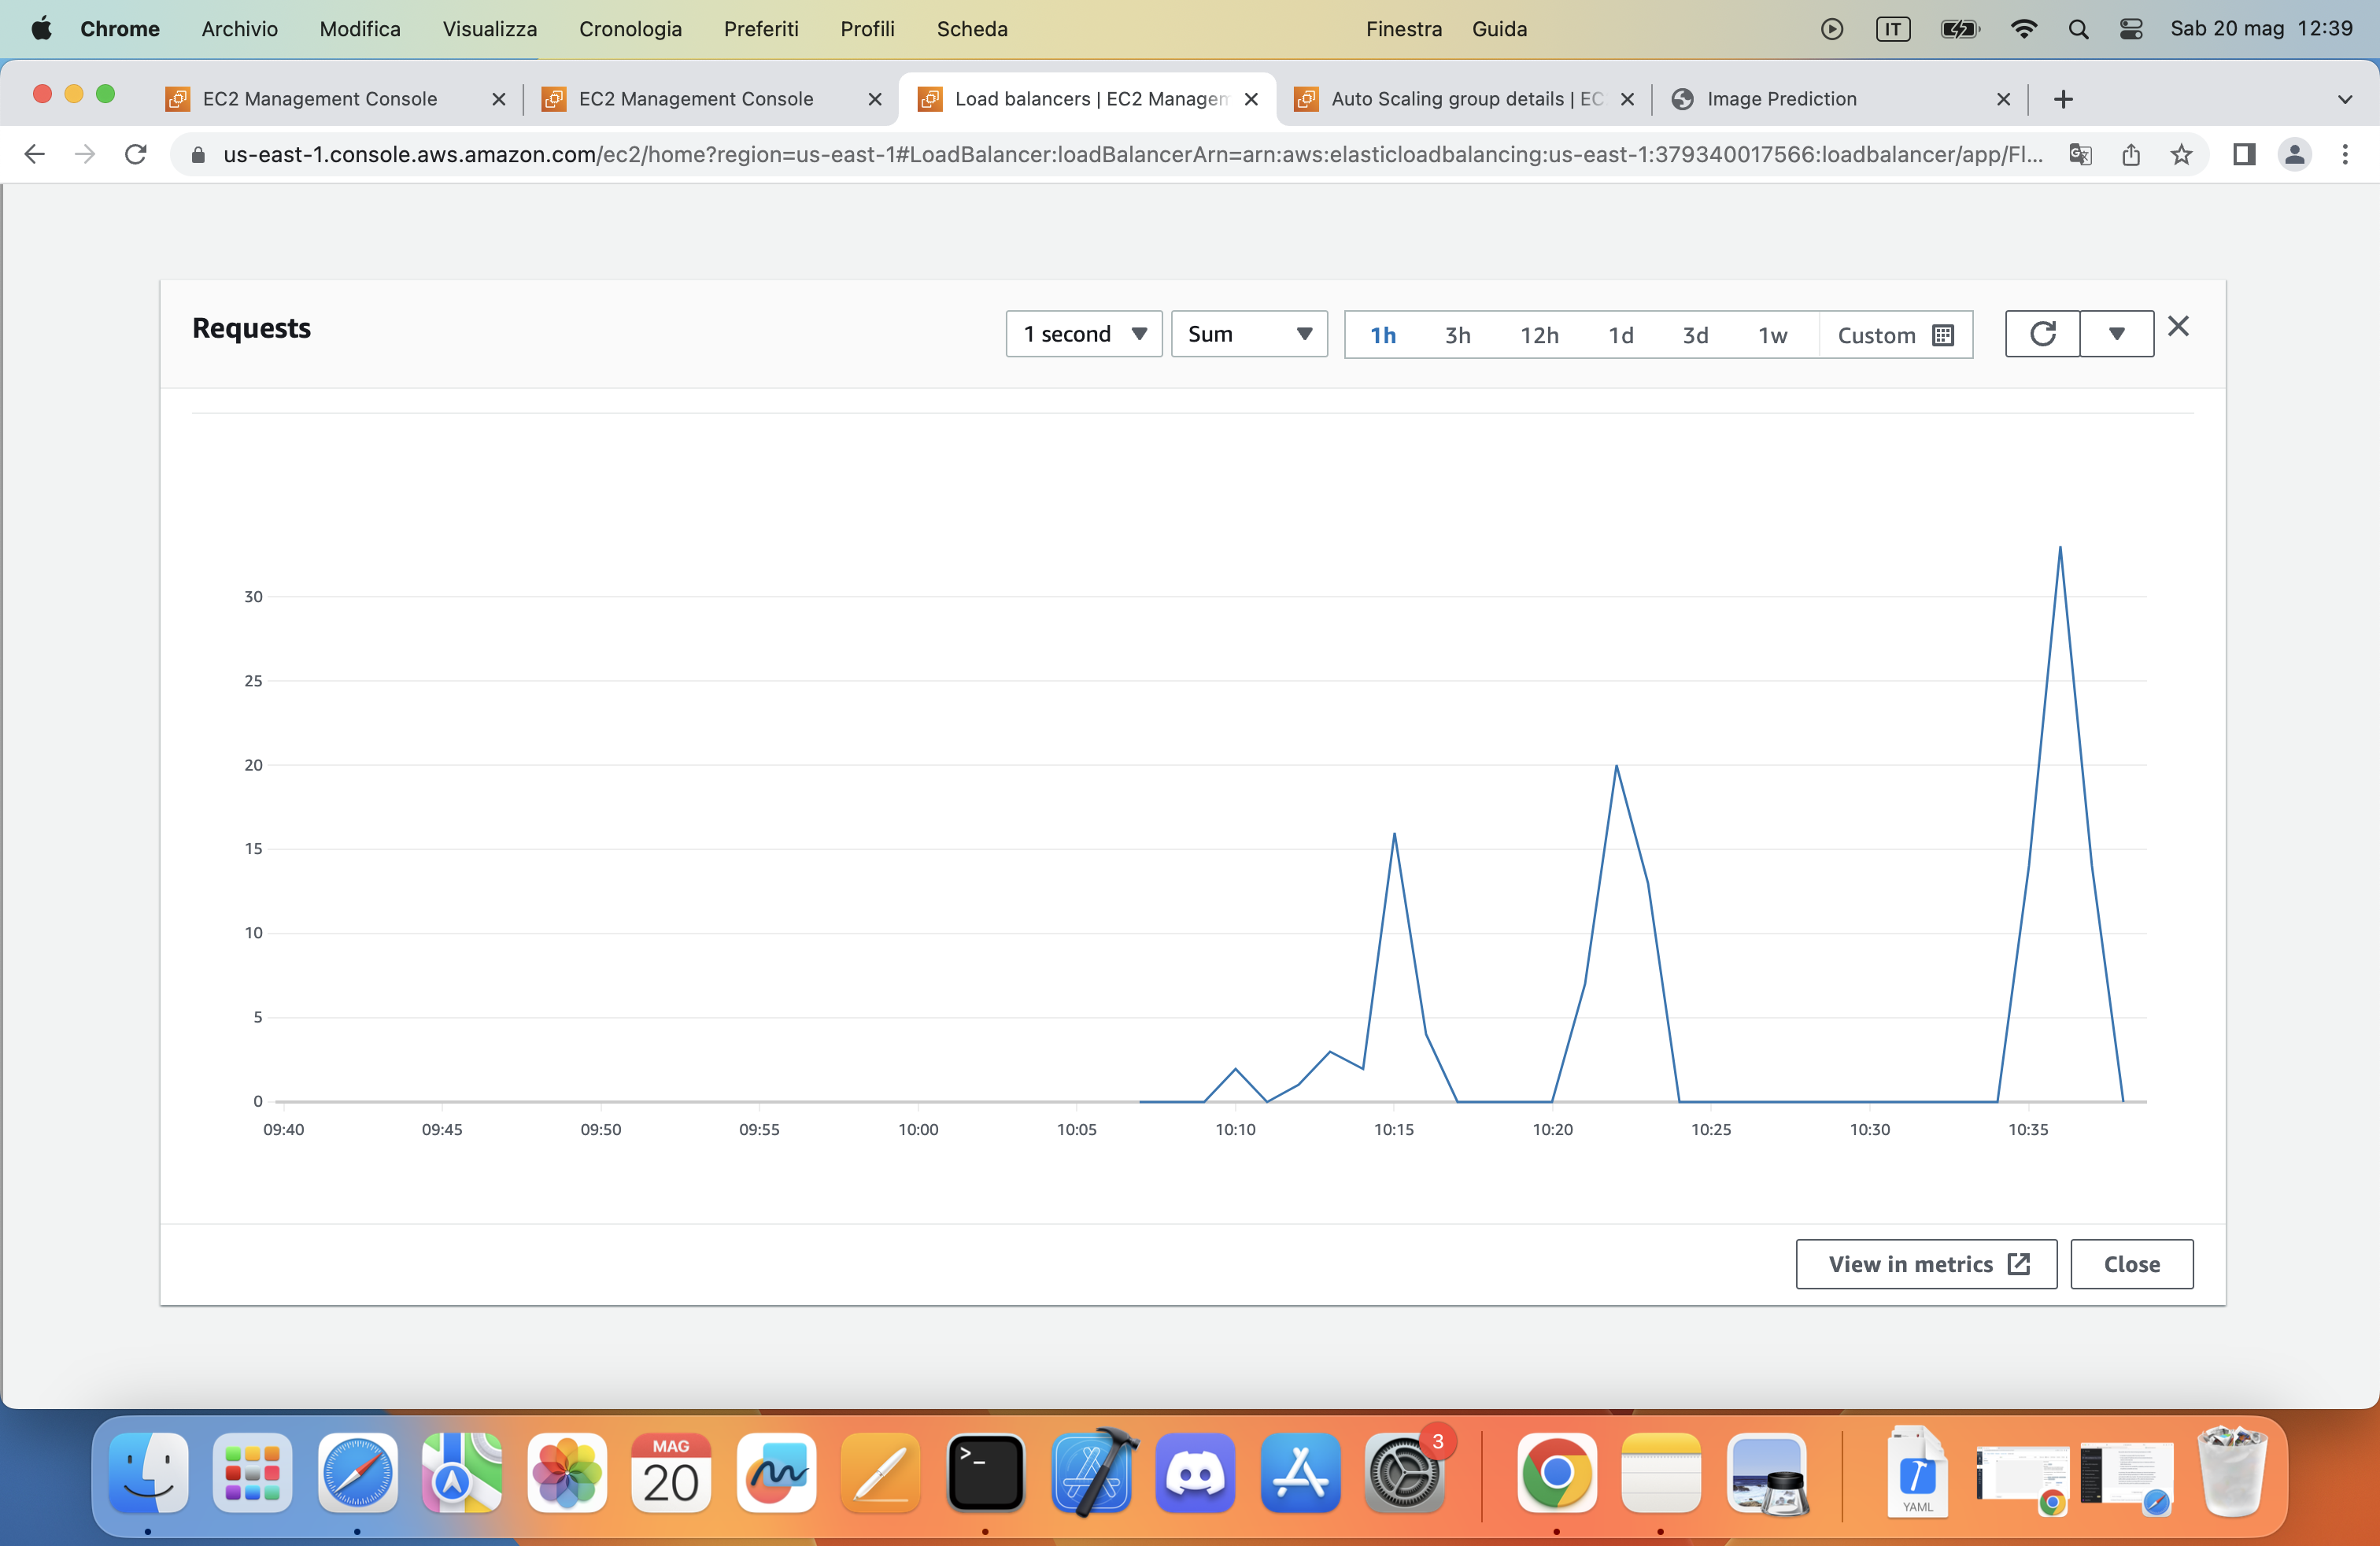 Chrome Archivio Modifica Visualizza Cronologia Preferiti Profili Scheda Finestra Guida IT Sab 20 mag 12:39
EC2 Management Console EC2 Management Console Load balancers | EC2 Managem Auto Scaling group details | EC Image Prediction
us-east-1.console.aws.amazon.com/ec2/home?region=us-east-1#LoadBalancer:loadBalancerArn=arn:aws:elasticloadbalancing:us-east-1:379340017566:loadbalancer/app/Fl...
Requests 1 second Sum 1h 3h 12h 1d 3d 1w Custom
30
25
20
15
10
5
0
09:40 09:45 09:50 09:55 10:00 10:05 10:10 10:15 10:20 10:25 10:30 10:35
View in metrics Close
3
MAG
20
>_
YAML